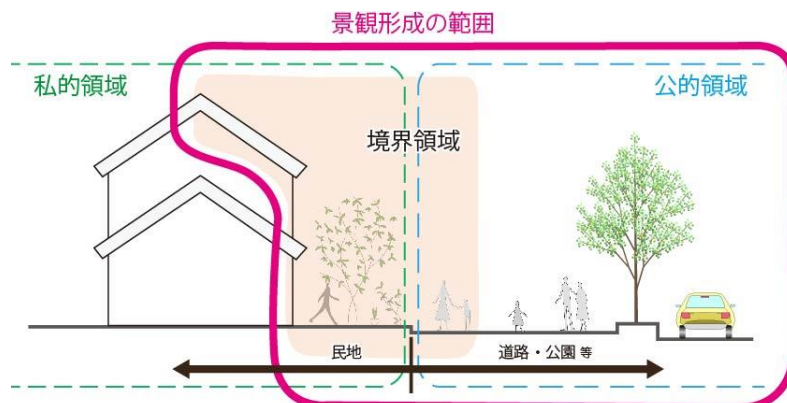 景観形成の範囲
私的領域
公的領域
境界領域
民地
道路・公園 等